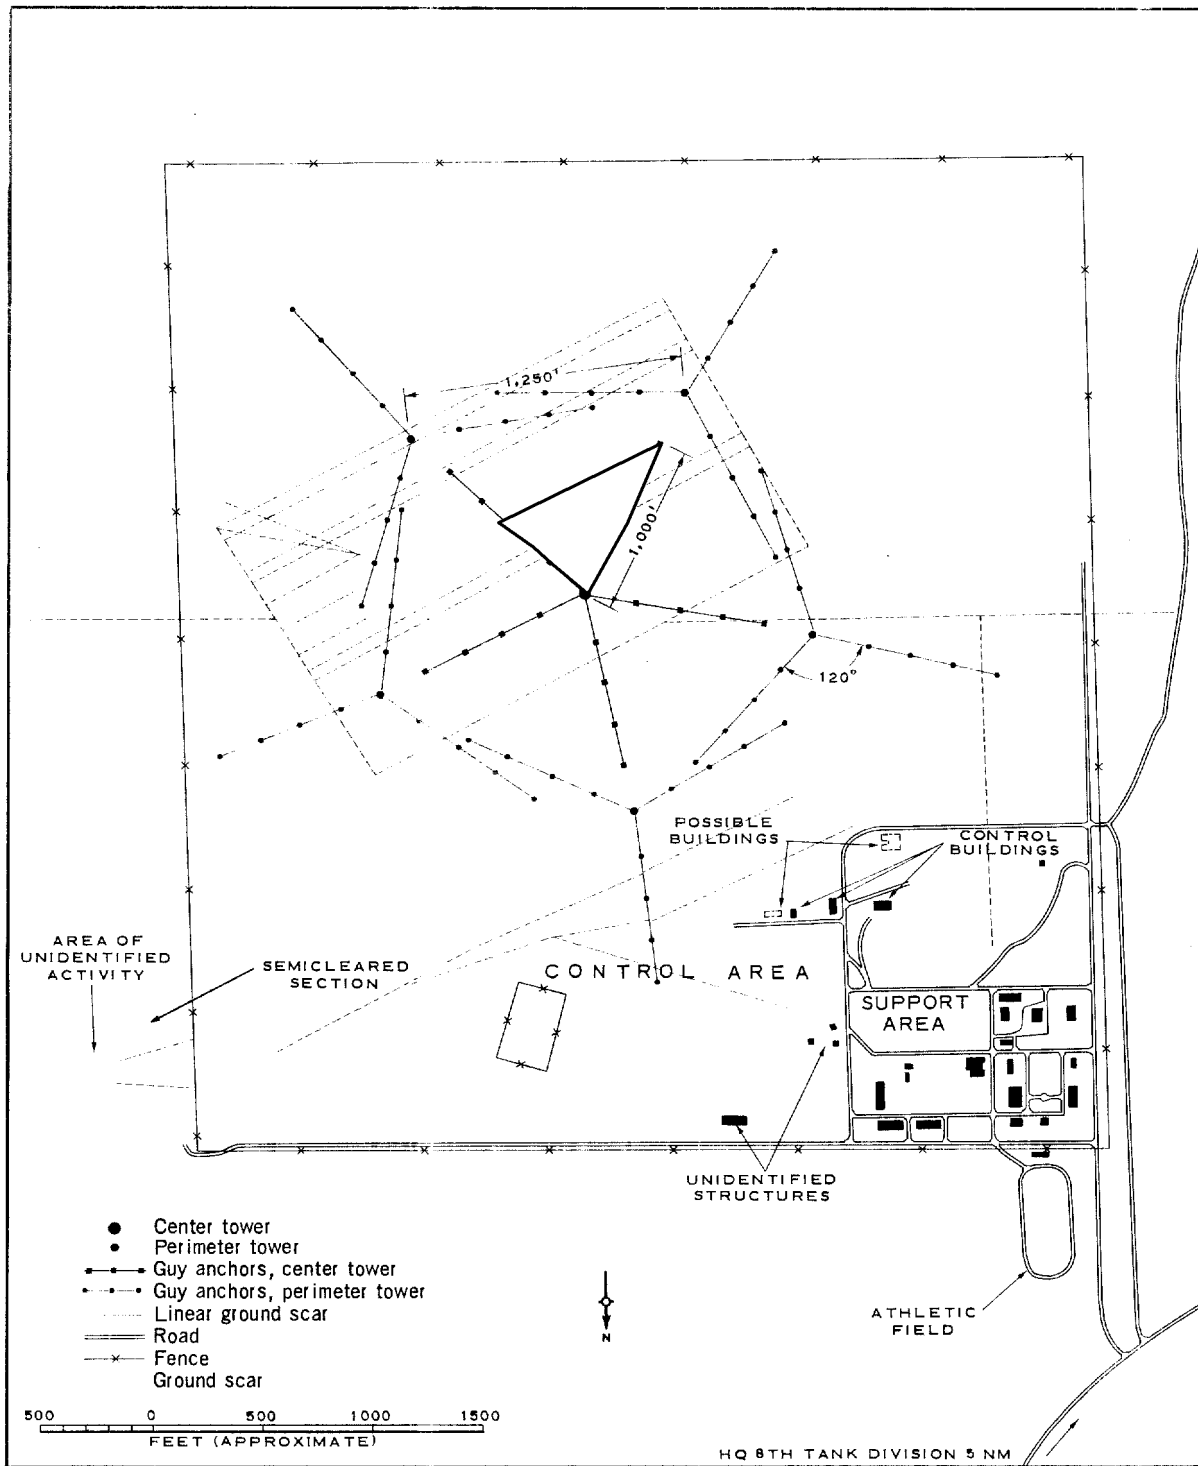 1,250'
1,000'
120°
POSSIBLE
BUILDINGS
CONTROL
BUILDINGS
AREA OF
UNIDENTIFIED
ACTIVITY
SEMICLEARED
SECTION
CONTROL AREA
SUPPORT
AREA
UNIDENTIFIED
STRUCTURES
Center tower
Perimeter tower
Guy anchors, center tower
Guy anchors, perimeter tower
Linear ground scar
Road
Fence
Ground scar
N
ATHLETIC
FIELD
500 0 500 1000 1500
FEET (APPROXIMATE)
HQ 8TH TANK DIVISION 5 NM